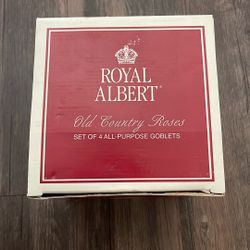 ROYAL
ALBERT®
Old Country Roses
SET OF 4 ALL-PURPOSE GOBLETS